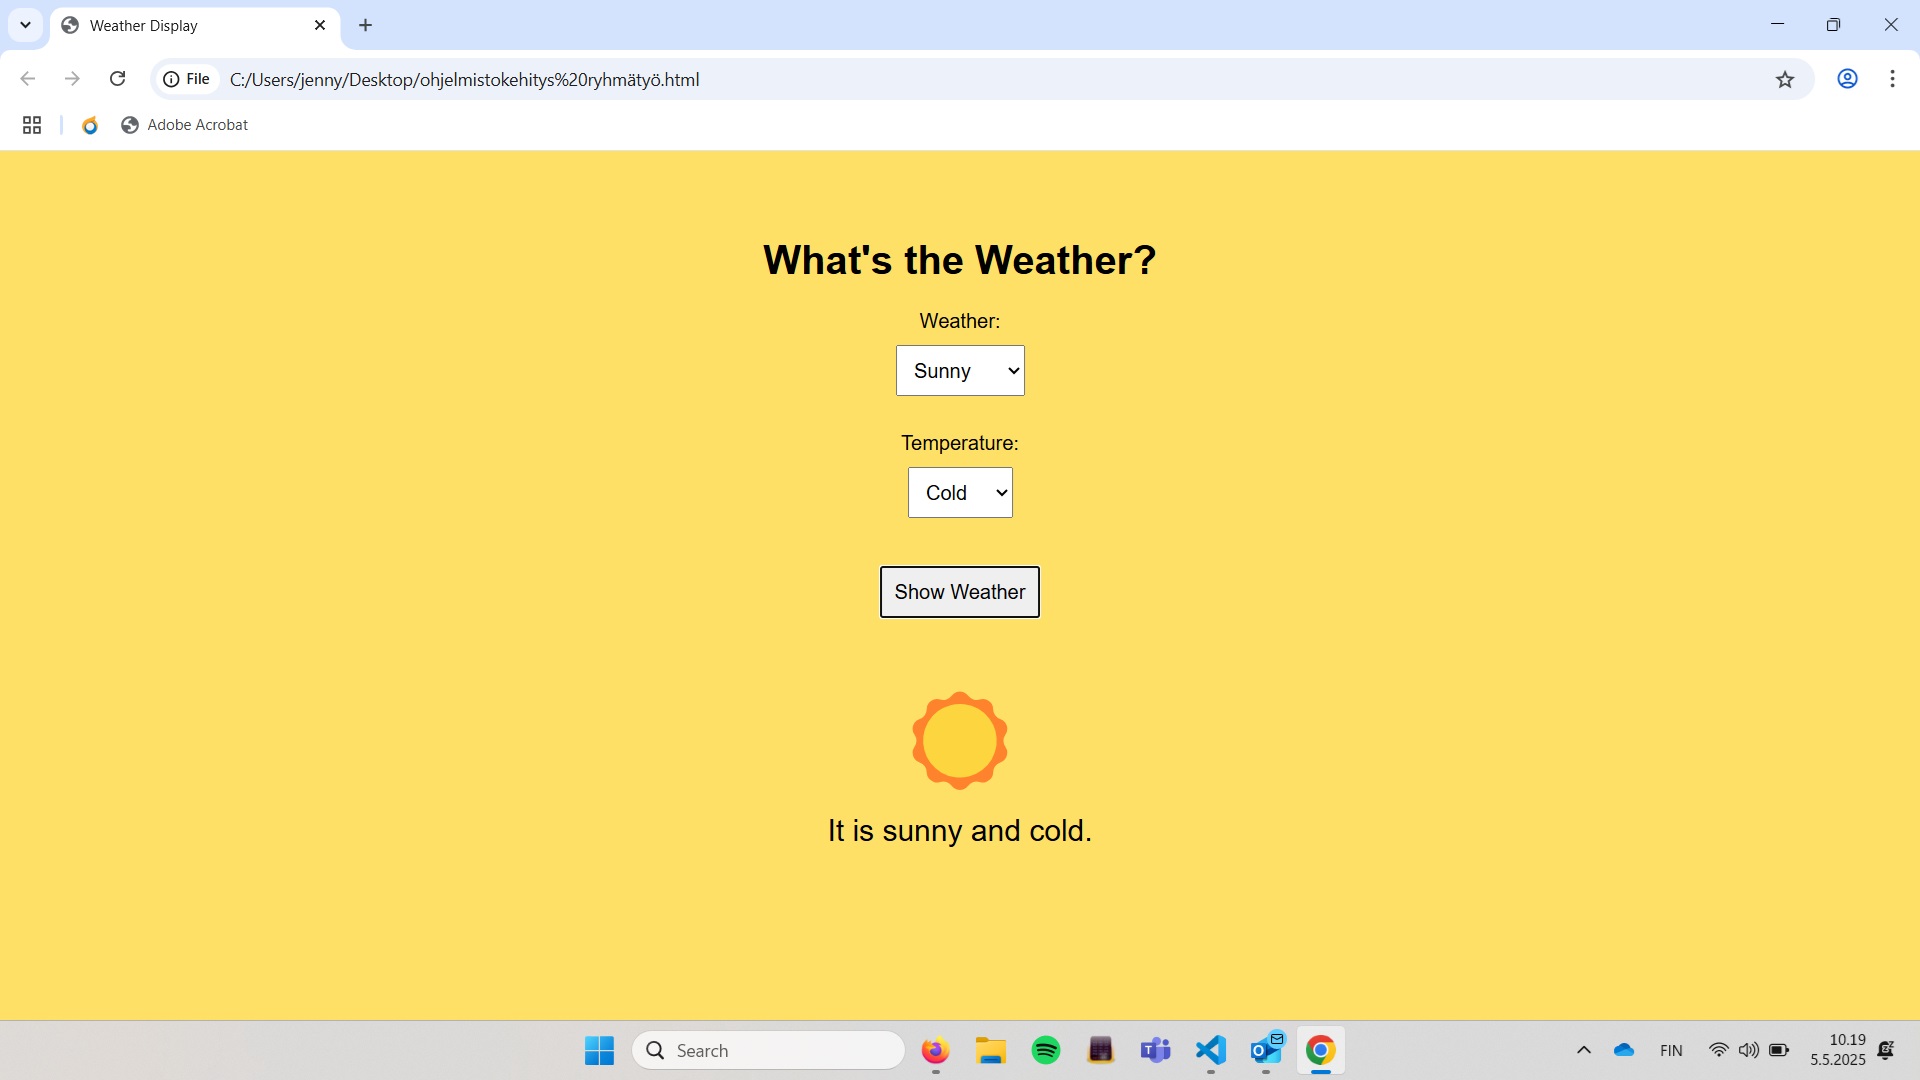 Weather Display
File
C:/Users/jenny/Desktop/ohjelmistokehitys%20ryhmätyö.html
Adobe Acrobat
What's the Weather?
Weather:
Sunny
Temperature:
Cold
Show Weather
It is sunny and cold.
Search
FIN
10.19
5.5.2025